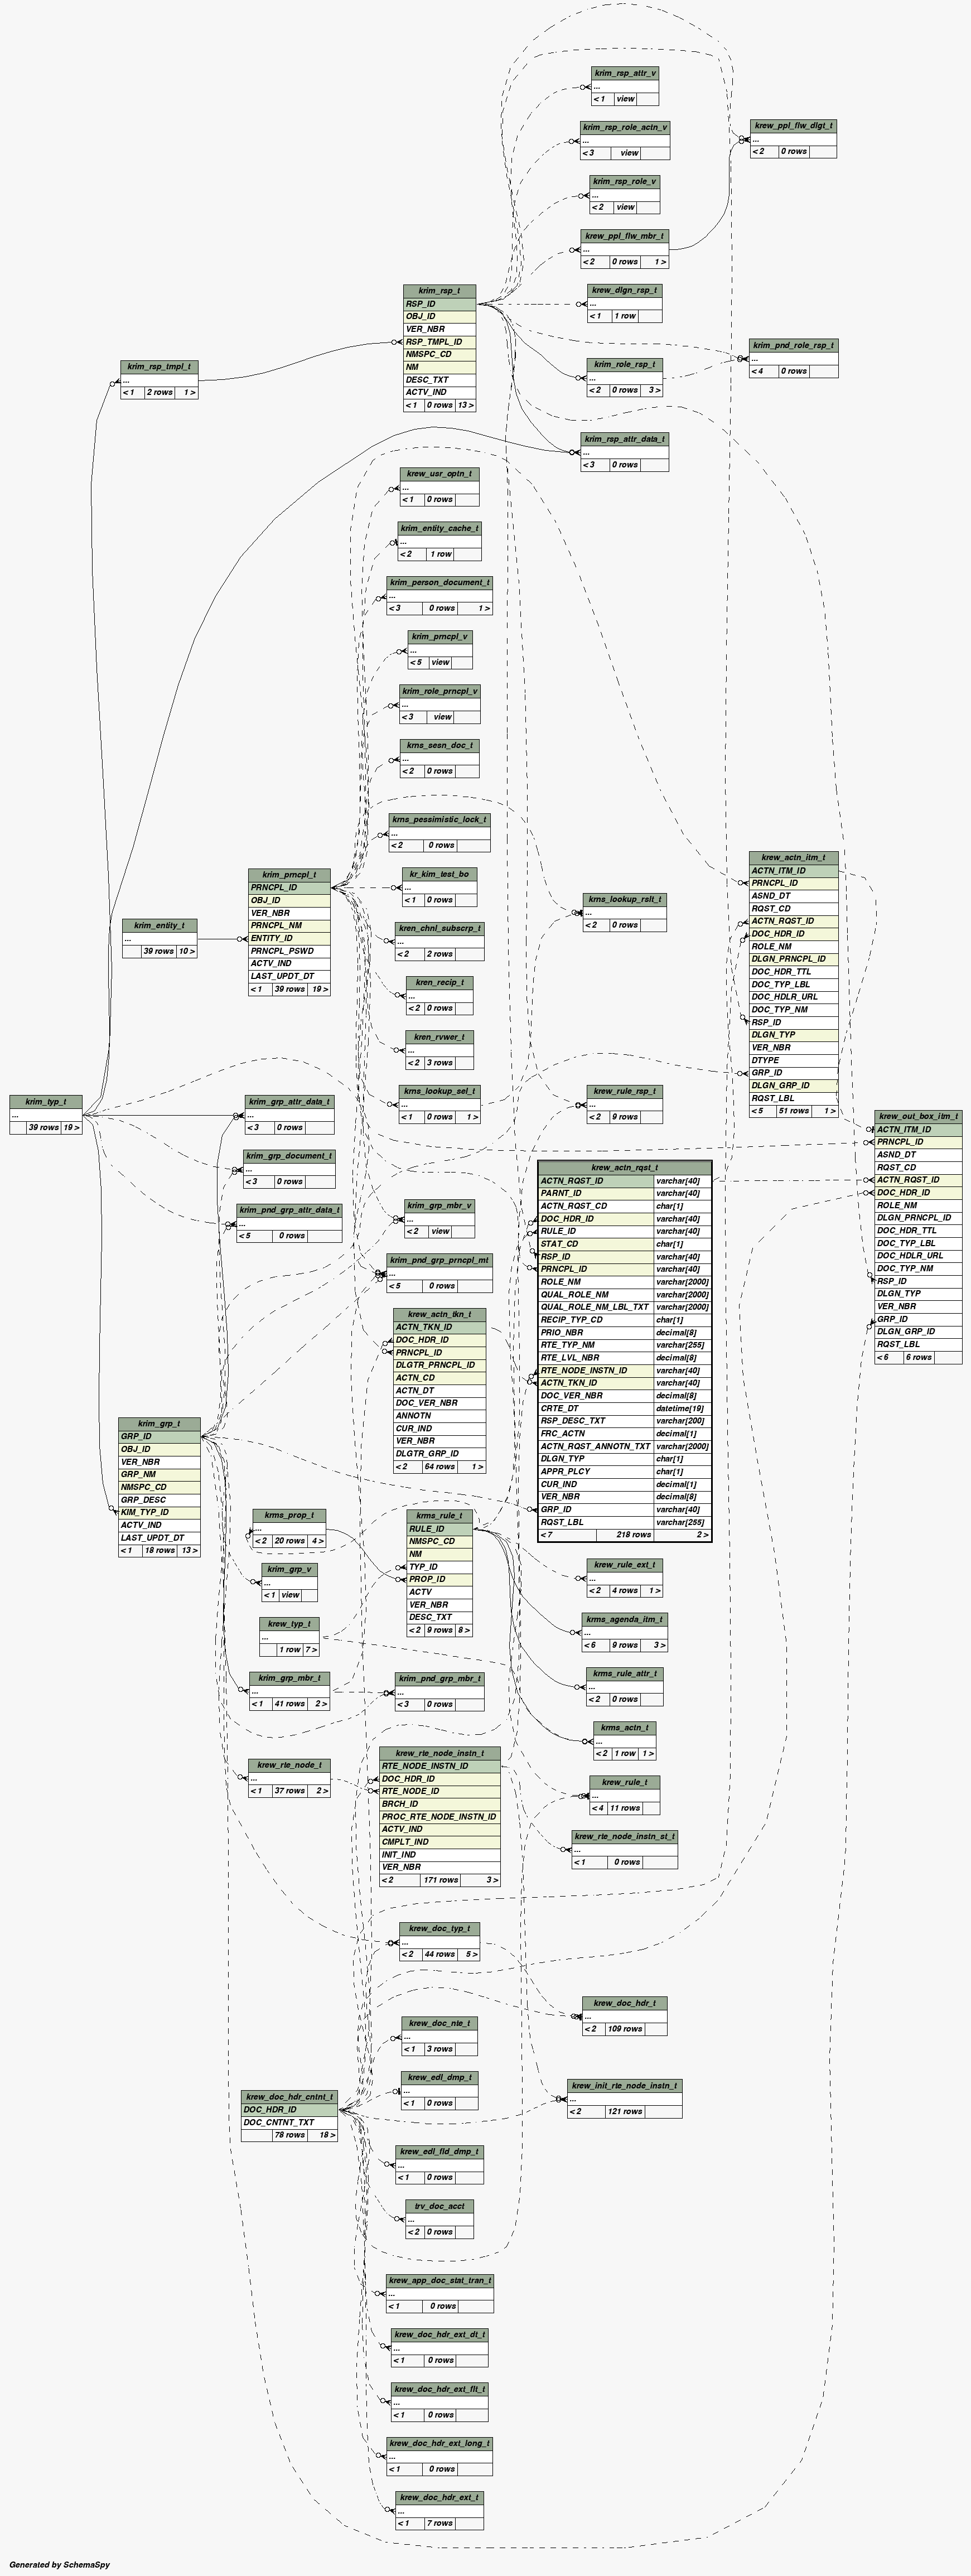 krim_rsp_attr_v
...
< 1 view
krim_rsp_role_actn_v
...
< 3 view
krew_ppl_flw_dlgt_t
...
< 2 0 rows
krim_rsp_role_v
...
< 2 view
krew_ppl_flw_mbr_t
...
< 2 0 rows 1 >
krim_rsp_t
RSP_ID
OBJ_ID
VER_NBR
RSP_TMPL_ID
NMSPC_CD
NM
DESC_TXT
ACTV_IND
< 1 0 rows 13 >
krew_dlgn_rsp_t
...
< 1 1 row
krim_pnd_role_rsp_t
...
< 4 0 rows
krim_role_rsp_t
...
< 2 0 rows 3 >
krim_rsp_tmpl_t
...
< 1 2 rows 1 >
krim_rsp_attr_data_t
...
< 3 0 rows
krew_usr_optn_t
...
< 1 0 rows
krim_entity_cache_t
...
< 2 1 row
krim_person_document_t
...
< 3 0 rows 1 >
krim_prncpl_v
...
< 5 view
krim_role_prncpl_v
...
< 3 view
krns_sesn_doc_t
...
< 2 0 rows
krns_pessimistic_lock_t
...
< 2 0 rows
krim_prncpl_t
PRNCPL_ID
OBJ_ID
VER_NBR
PRNCPL_NM
ENTITY_ID
PRNCPL_PSWD
ACTV_IND
LAST_UPDT_DT
< 1 39 rows 19 >
kr_kim_test_bo
...
< 1 0 rows
krns_lookup_rslt_t
...
< 2 0 rows
krim_entity_t
...
39 rows 10 >
kren_chnl_subscrp_t
...
< 2 2 rows
kren_recip_t
...
< 2 0 rows
kren_rvwer_t
...
< 2 3 rows
krns_lookup_sel_t
...
< 1 0 rows 1 >
krew_rule_rsp_t
...
< 2 9 rows
krew_actn_itm_t
ACTN_ITM_ID
PRNCPL_ID
ASND_DT
RQST_CD
ACTN_RQST_ID
DOC_HDR_ID
ROLE_NM
DLGN_PRNCPL_ID
DOC_HDR_TTL
DOC_TYP_LBL
DOC_HDLR_URL
DOC_TYP_NM
RSP_ID
DLGN_TYP
VER_NBR
DTYPE
GRP_ID
DLGN_GRP_ID
RQST_LBL
< 5 51 rows 1 >
krim_typ_t
...
39 rows 19 >
krim_grp_attr_data_t
...
< 3 0 rows
krim_grp_document_t
...
< 3 0 rows
krim_pnd_grp_attr_data_t
...
< 5 0 rows
krim_grp_mbr_v
...
< 2 view
krim_pnd_grp_prncpl_mt
...
< 5 0 rows
krew_out_box_itm_t
ACTN_ITM_ID
PRNCPL_ID
ASND_DT
RQST_CD
ACTN_RQST_ID
DOC_HDR_ID
ROLE_NM
DLGN_PRNCPL_ID
DOC_HDR_TTL
DOC_TYP_LBL
DOC_HDLR_URL
DOC_TYP_NM
RSP_ID
DLGN_TYP
VER_NBR
GRP_ID
DLGN_GRP_ID
RQST_LBL
< 6 6 rows
krew_actn_rqst_t
ACTN_RQST_ID varchar[40]
PARNT_ID varchar[40]
ACTN_RQST_CD char[1]
DOC_HDR_ID varchar[40]
RULE_ID varchar[40]
STAT_CD char[1]
RSP_ID varchar[40]
PRNCPL_ID varchar[40]
ROLE_NM varchar[2000]
QUAL_ROLE_NM varchar[2000]
QUAL_ROLE_NM_LBL_TXT varchar[2000]
RECIP_TYP_CD char[1]
PRIO_NBR decimal[8]
RTE_TYP_NM varchar[255]
RTE_LVL_NBR decimal[8]
RTE_NODE_INSTN_ID varchar[40]
ACTN_TKN_ID varchar[40]
DOC_VER_NBR decimal[8]
CRTE_DT datetime[19]
RSP_DESC_TXT varchar[200]
FRC_ACTN decimal[1]
ACTN_RQST_ANNOTN_TXT varchar[2000]
DLGN_TYP char[1]
APPR_PLCY char[1]
CUR_IND decimal[1]
VER_NBR decimal[8]
GRP_ID varchar[40]
RQST_LBL varchar[255]
< 7 218 rows 2 >
krew_actn_tkn_t
ACTN_TKN_ID
DOC_HDR_ID
PRNCPL_ID
DLGTR_PRNCPL_ID
ACTN_CD
ACTN_DT
DOC_VER_NBR
ANNOTN
CUR_IND
VER_NBR
DLGTR_GRP_ID
< 2 64 rows 1 >
krim_grp_t
GRP_ID
OBJ_ID
VER_NBR
GRP_NM
NMSPC_CD
GRP_DESC
KIM_TYP_ID
ACTV_IND
LAST_UPDT_DT
< 1 18 rows 13 >
krms_prop_t
...
< 2 20 rows 4 >
krms_rule_t
RULE_ID
NMSPC_CD
NM
TYP_ID
PROP_ID
ACTV
VER_NBR
DESC_TXT
< 2 9 rows 8 >
krim_grp_v
...
< 1 view
krew_typ_t
...
1 row 7 >
krew_rule_ext_t
...
< 2 4 rows 1 >
krms_agenda_itm_t
...
< 6 9 rows 3 >
krim_grp_mbr_t
...
< 1 41 rows 2 >
krim_pnd_grp_mbr_t
...
< 3 0 rows
krms_rule_attr_t
...
< 2 0 rows
krms_actn_t
...
< 2 1 row 1 >
krew_rte_node_t
...
< 1 37 rows 2 >
krew_rte_node_instn_t
RTE_NODE_INSTN_ID
DOC_HDR_ID
RTE_NODE_ID
BRCH_ID
PROC_RTE_NODE_INSTN_ID
ACTV_IND
CMPLT_IND
INIT_IND
VER_NBR
< 2 171 rows 3 >
krew_rule_t
...
< 4 11 rows
krew_rte_node_instn_st_t
...
< 1 0 rows
krew_doc_typ_t
...
< 2 44 rows 5 >
krew_doc_hdr_t
...
< 2 109 rows
krew_doc_nte_t
...
< 1 3 rows
krew_edl_dmp_t
...
< 1 0 rows
krew_init_rte_node_instn_t
...
< 2 121 rows
krew_doc_hdr_cntnt_t
DOC_HDR_ID
DOC_CNTNT_TXT
78 rows 18 >
krew_edl_fld_dmp_t
...
< 1 0 rows
trv_doc_acct
...
< 2 0 rows
krew_app_doc_stat_tran_t
...
< 1 0 rows
krew_doc_hdr_ext_dt_t
...
< 1 0 rows
krew_doc_hdr_ext_flt_t
...
< 1 0 rows
krew_doc_hdr_ext_long_t
...
< 1 0 rows
krew_doc_hdr_ext_t
...
< 1 7 rows
Generated by SchemaSpy